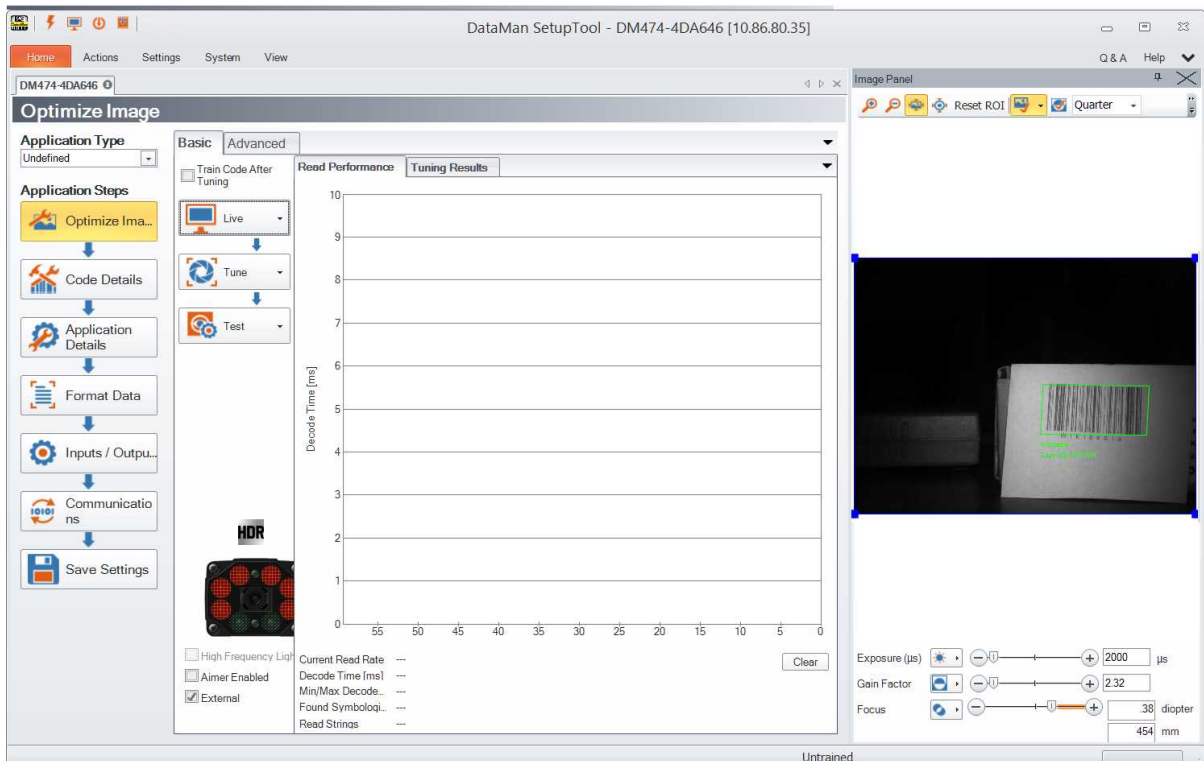 DataMan SetupTool - DM474-4DA646 [10.86.80.35]
Home Actions Settings System View Q & A Help
DM474-4DA646
Optimize Image
Application Type
Undefined
Application Steps
Optimize Ima...
Code Details
Application
Details
Format Data
Inputs / Outpu...
Communicatio
ns
Save Settings
Basic Advanced
Train Code After
Tuning
Live
Tune
Test
HDR
High Frequency Ligh
Aimer Enabled
External
Read Performance Tuning Results
Decode Time [ms]
10
9
8
7
6
5
4
3
2
1
0
55 50 45 40 35 30 25 20 15 10 5 0
Current Read Rate ---
Clear
Decode Time [ms] ---
Min/Max Decode... ---
Found Symbologi... ---
Read Strings ---
Image Panel
Reset ROI Quarter
Exposure (µs) 2000 µs
Gain Factor 2.32
Focus .38 diopter
454 mm
Untrained